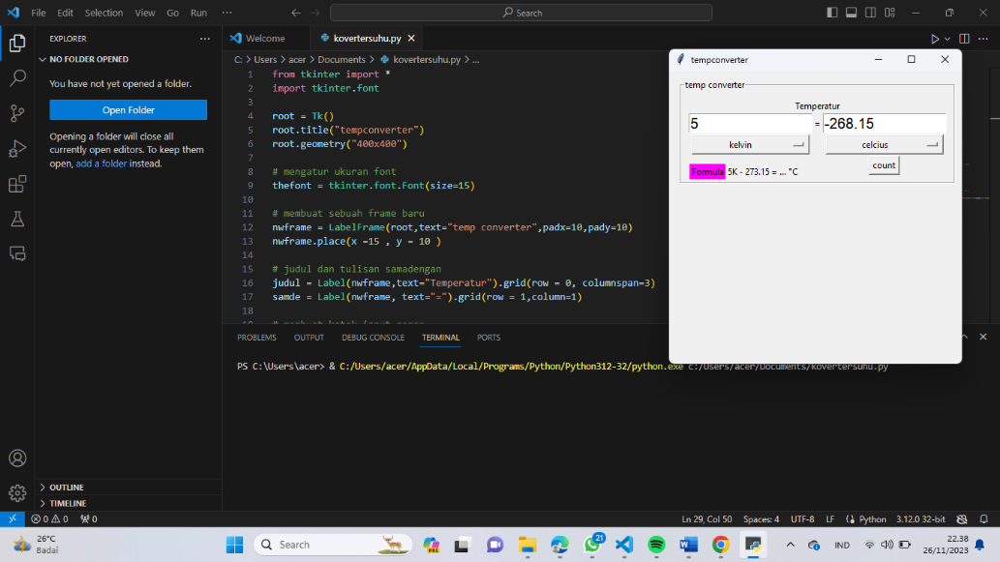 File Edit Selection View Go Run ···
Search
EXPLORER ···
NO FOLDER OPENED
You have not yet opened a folder.
Open Folder
Opening a folder will close all
currently open editors. To keep them
open, add a folder instead.
OUTLINE
TIMELINE
Welcome
kovertersuhu.py
C: > Users > acer > Documents > kovertersuhu.py > ...
1 from tkinter import *
2 import tkinter.font
3
4 root = Tk()
5 root.title("tempconverter")
6 root.geometry("400x400")
7
8 # mengatur ukuran font
9 thefont = tkinter.font.Font(size=15)
10
11 # membuat sebuah frame baru
12 nwframe = LabelFrame(root,text="temp converter",padx=10,pady=10)
13 nwframe.place(x =15 , y = 10 )
14
15 # judul dan tulisan samadengan
16 judul = Label(nwframe,text="Temperatur").grid(row = 0, columnspan=3)
17 samde = Label(nwframe, text="=").grid(row = 1,column=1)
18
PROBLEMS OUTPUT DEBUG CONSOLE TERMINAL PORTS
PS C:\Users\acer> & C:/Users/acer/AppData/Local/Programs/Python/Python312-32/python.exe c:/Users/acer/Documents/kovertersuhu.py
tempconverter
temp converter
Temperatur
5 = -268.15
kelvin celcius
count
Formula 5K - 273.15 = ... °C
0 0 0
Ln 29, Col 50 Spaces: 4 UTF-8 LF Python 3.12.0 32-bit
26°C
Badai
Search
PRE
21
IND
22.38
26/11/2023